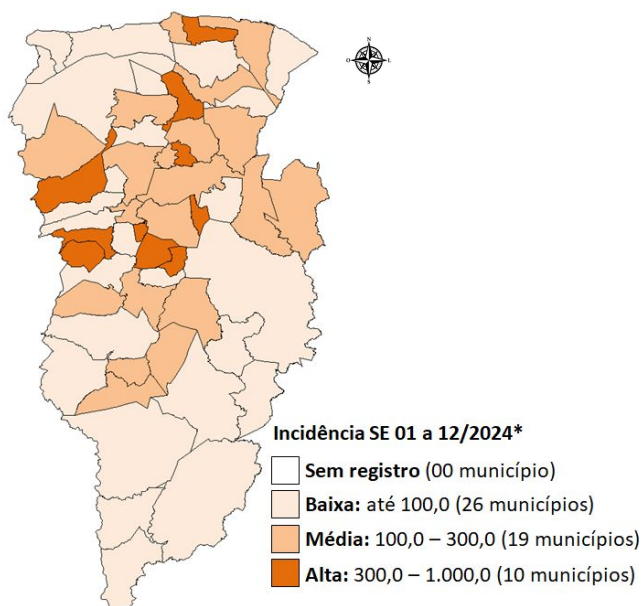 N
O L
S
Incidência SE 01 a 12/2024*
Sem registro (00 município)
Baixa: até 100,0 (26 municípios)
Média: 100,0 – 300,0 (19 municípios)
Alta: 300,0 – 1.000,0 (10 municípios)